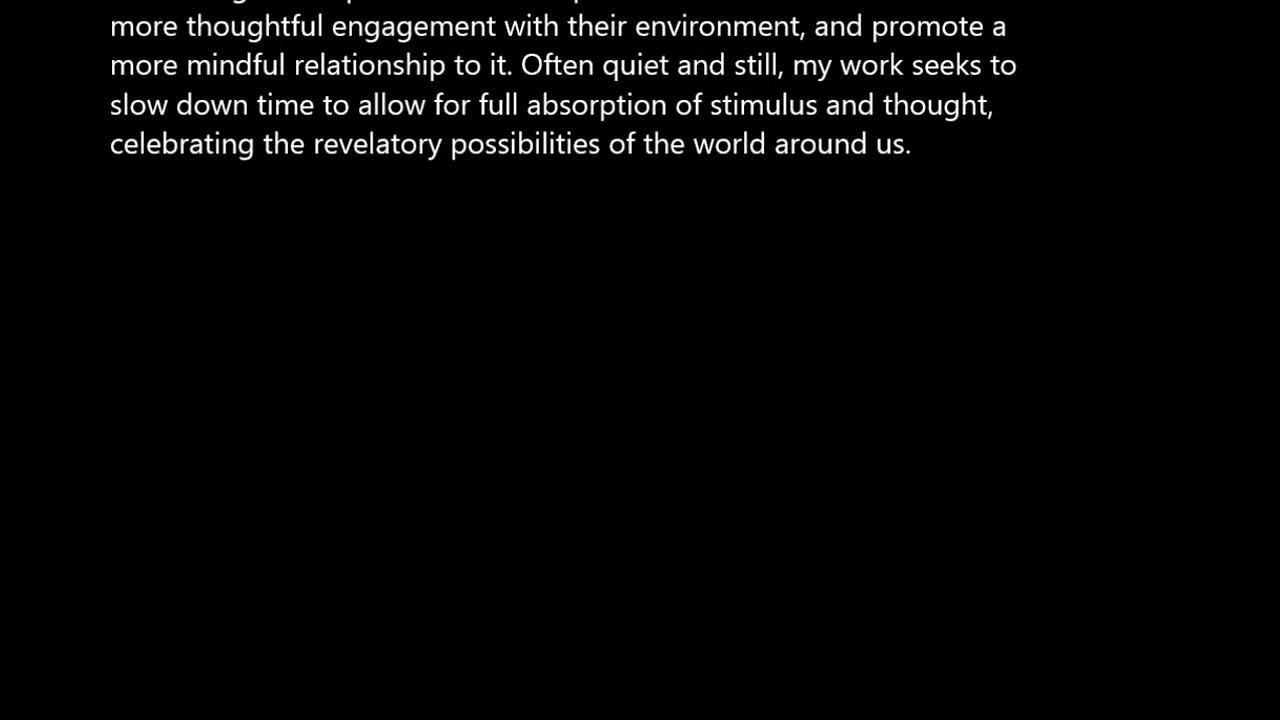 more thoughtful engagement with their environment, and promote a
more mindful relationship to it. Often quiet and still, my work seeks to
slow down time to allow for full absorption of stimulus and thought,
celebrating the revelatory possibilities of the world around us.